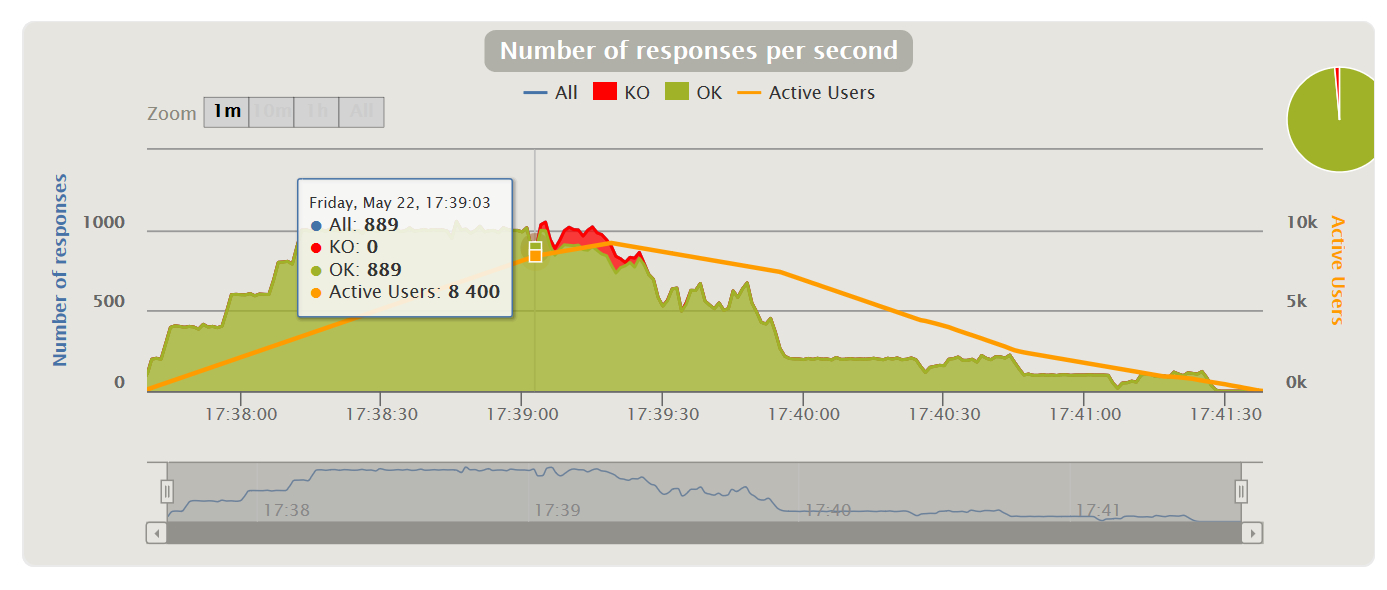 Number of responses per second
All KO OK Active Users
Zoom 1m 10m 1h All
Number of responses
1000
500
0
Friday, May 22, 17:39:03
All: 889
KO: 0
OK: 889
Active Users: 8 400
10k
5k
0k
Active Users
17:38:00 17:38:30 17:39:00 17:39:30 17:40:00 17:40:30 17:41:00 17:41:30
17:38 17:39 17:40 17:41